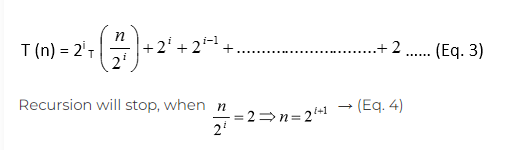 T (n) = 2^i T (n/2^i) + 2^i + 2^{i-1} + ..............................+ 2 ...... (Eq. 3)
Recursion will stop, when n/2^i = 2 ⇒ n = 2^{i+1} → (Eq. 4)